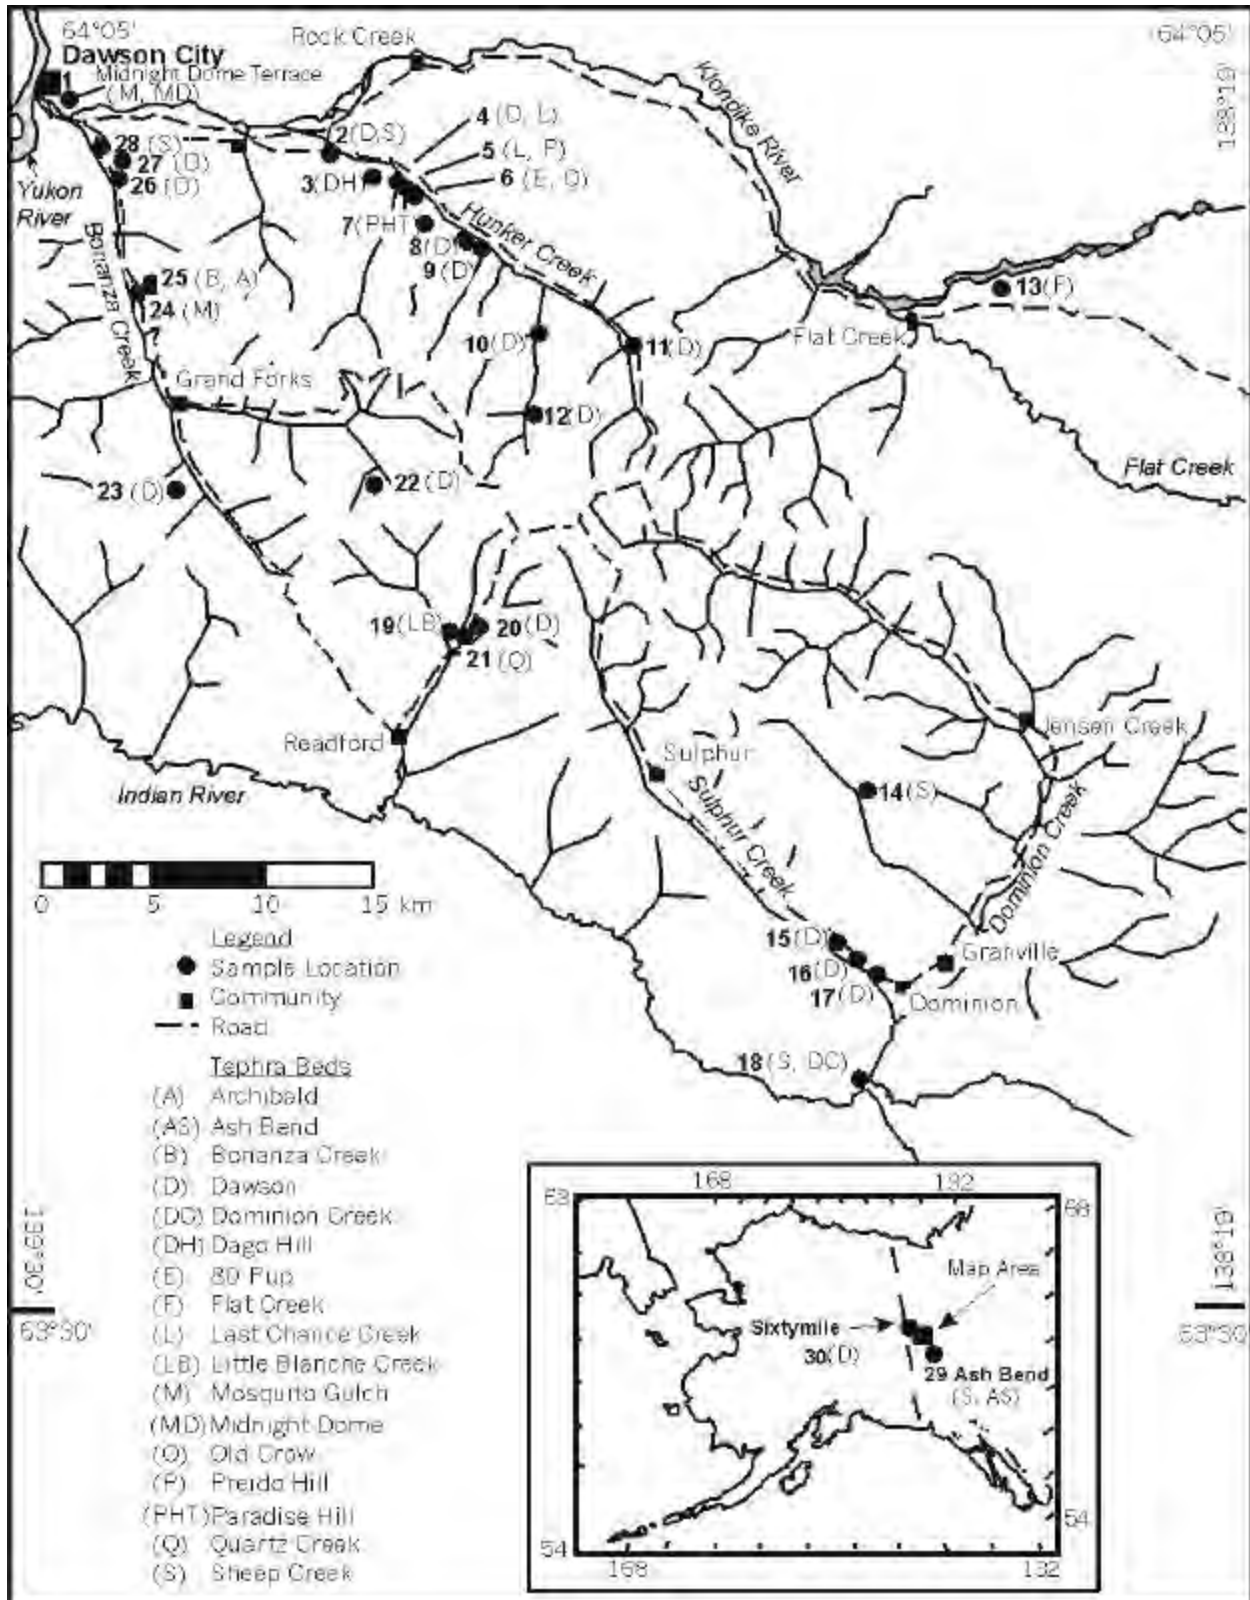 64°05'
64°05'
138°19'
Dawson City
Rock Creek
1
Midnight Dome Terrace
(M, MD)
Klondike River
4 (D, L)
5 (L, P)
2(D,S)
28 (S)
27
26 (D)
3(DH)
6
Yukon
River
7(PHT)
8(D)
9(D)
Hunker Creek
Bonanza Creek
25 (B, A)
24 (M)
13(F)
10(D)
11(D)
Flat Creek
Grand Forks
12(D)
Flat Creek
23 (D)
22 (D)
19(LB)
20(D)
21 (Q)
Jensen Creek
Readford
Sulphur
Indian River
14(S)
Sulphur Creek
Dominion Creek
0 5 10 15 km
Legend
Sample Location
Community
Road
15(D)
16(D)
17(D)
Granville
Dominion
18(S, DC)
Tephra Beds
(A) Archibald
(AS) Ash Bend
(B) Bonanza Creek
(D) Dawson
(DC) Dominion Creek
(DH) Dago Hill
(E) 80 Pup
(F) Flat Creek
(L) Last Chance Creek
(LB) Little Blanche Creek
(M) Mosquito Gulch
(MD) Midnight Dome
(O) Old Crow
(P) Preido Hill
(PHT) Paradise Hill
(Q) Quartz Creek
(S) Sheep Creek
139°30'
63°30'
138°19'
63°30'
168
132
68
Map Area
Sixtymile
30(D)
29 Ash Bend
(S, AS)
54
54
168
132